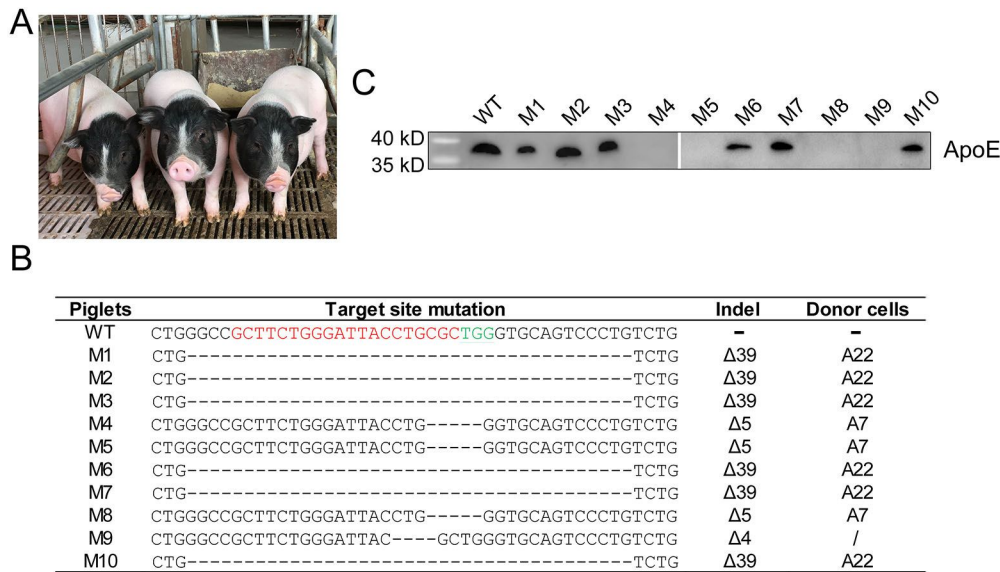 A
C
WT M1 M2 M3 M4 M5 M6 M7 M8 M9 M10
40 kD
35 kD
ApoE
B
Piglets Target site mutation Indel Donor cells
WT CTGGGCCGCTTCTGGGATTACCTGCGCTGGGTGCAGTCCCTGTCTG - -
M1 CTG---------------------------------------TCTG Δ39 A22
M2 CTG---------------------------------------TCTG Δ39 A22
M3 CTG---------------------------------------TCTG Δ39 A22
M4 CTGGGCCGCTTCTGGGATTACCTG-----GGTGCAGTCCCTGTCTG Δ5 A7
M5 CTGGGCCGCTTCTGGGATTACCTG-----GGTGCAGTCCCTGTCTG Δ5 A7
M6 CTG---------------------------------------TCTG Δ39 A22
M7 CTG---------------------------------------TCTG Δ39 A22
M8 CTGGGCCGCTTCTGGGATTACCTG-----GGTGCAGTCCCTGTCTG Δ5 A7
M9 CTGGGCCGCTTCTGGGATTAC----GCTGGGTGCAGTCCCTGTCTG Δ4 /
M10 CTG---------------------------------------TCTG Δ39 A22